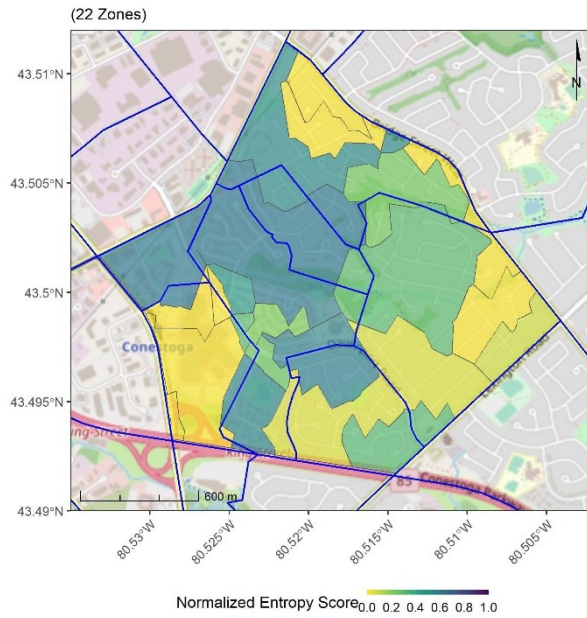 (22 Zones)
43.51°N
N
43.505°N
43.5°N
Conestoga
43.495°N
85
Conestoga Parkway
43.49°N
600 m
80.53°W
80.525°W
80.52°W
80.515°W
80.51°W
80.505°W
Normalized Entropy Score
0.0 0.2 0.4 0.6 0.8 1.0